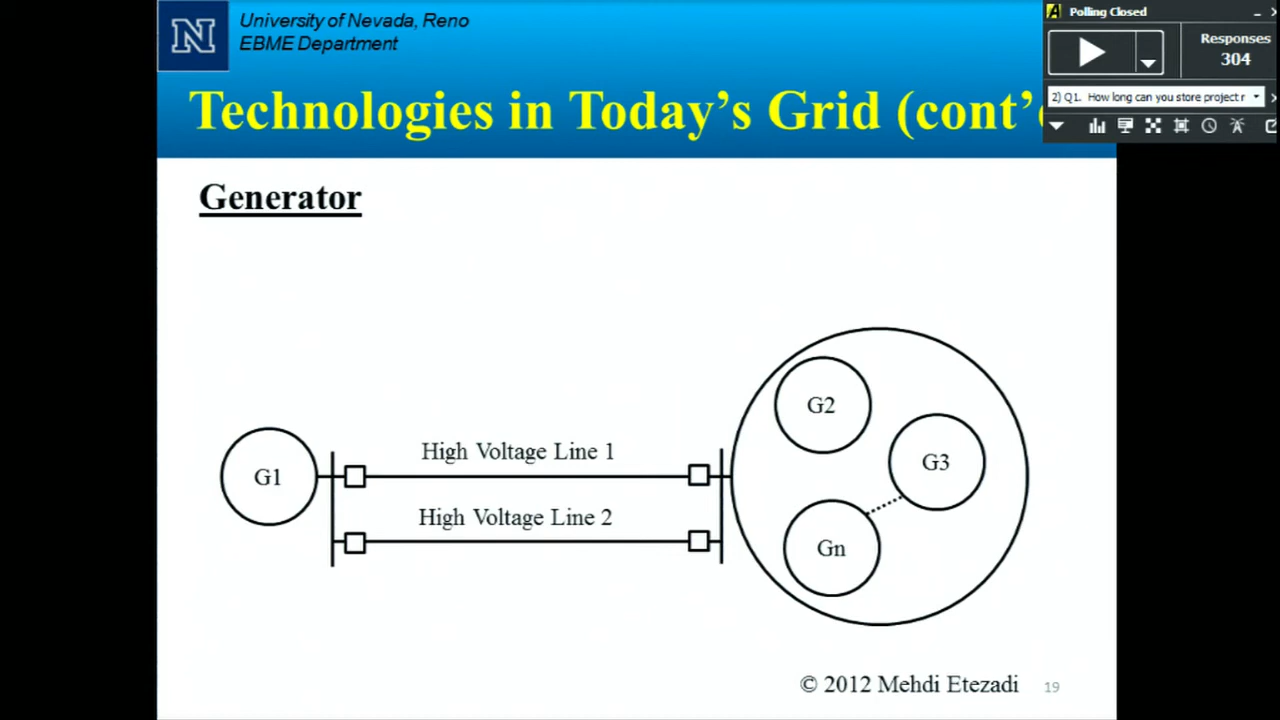 University of Nevada, Reno
EBME Department
N
Technologies in Today's Grid (cont'
Polling Closed
Responses
304
2) Q1. How long can you store project r
Generator
G1
High Voltage Line 1
High Voltage Line 2
G2
G3
Gn
© 2012 Mehdi Etezadi
19